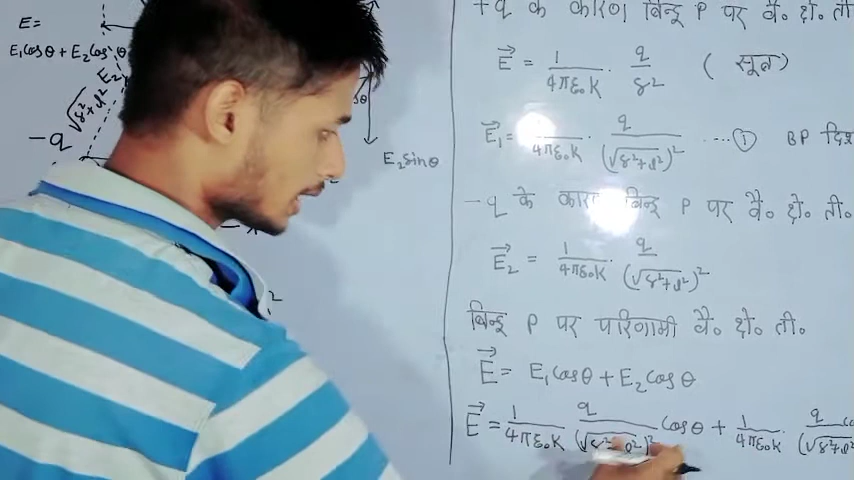 E=
E₁cosθ + E₂cosθ
E₂
√r²+l²
-q
E₂sinθ
+q के कारण बिन्दु P पर वै० क्षे० ती
E⃗ = 1/4πε₀K . q/r² ( सूत्र )
E⃗₁ = 1/4πε₀K . q/(√r²+l²)² ....① BP दिश
-q के कारण बिन्दु P पर वै० क्षे० ती०
E⃗₂ = 1/4πε₀K . q/(√r²+l²)²
बिन्दु P पर परिणामी वै० क्षे० ती०
E⃗ = E₁cosθ + E₂cosθ
E⃗ = 1/4πε₀K q/(√r²+l²)² cosθ + 1/4πε₀K . q co/(√r²+l²